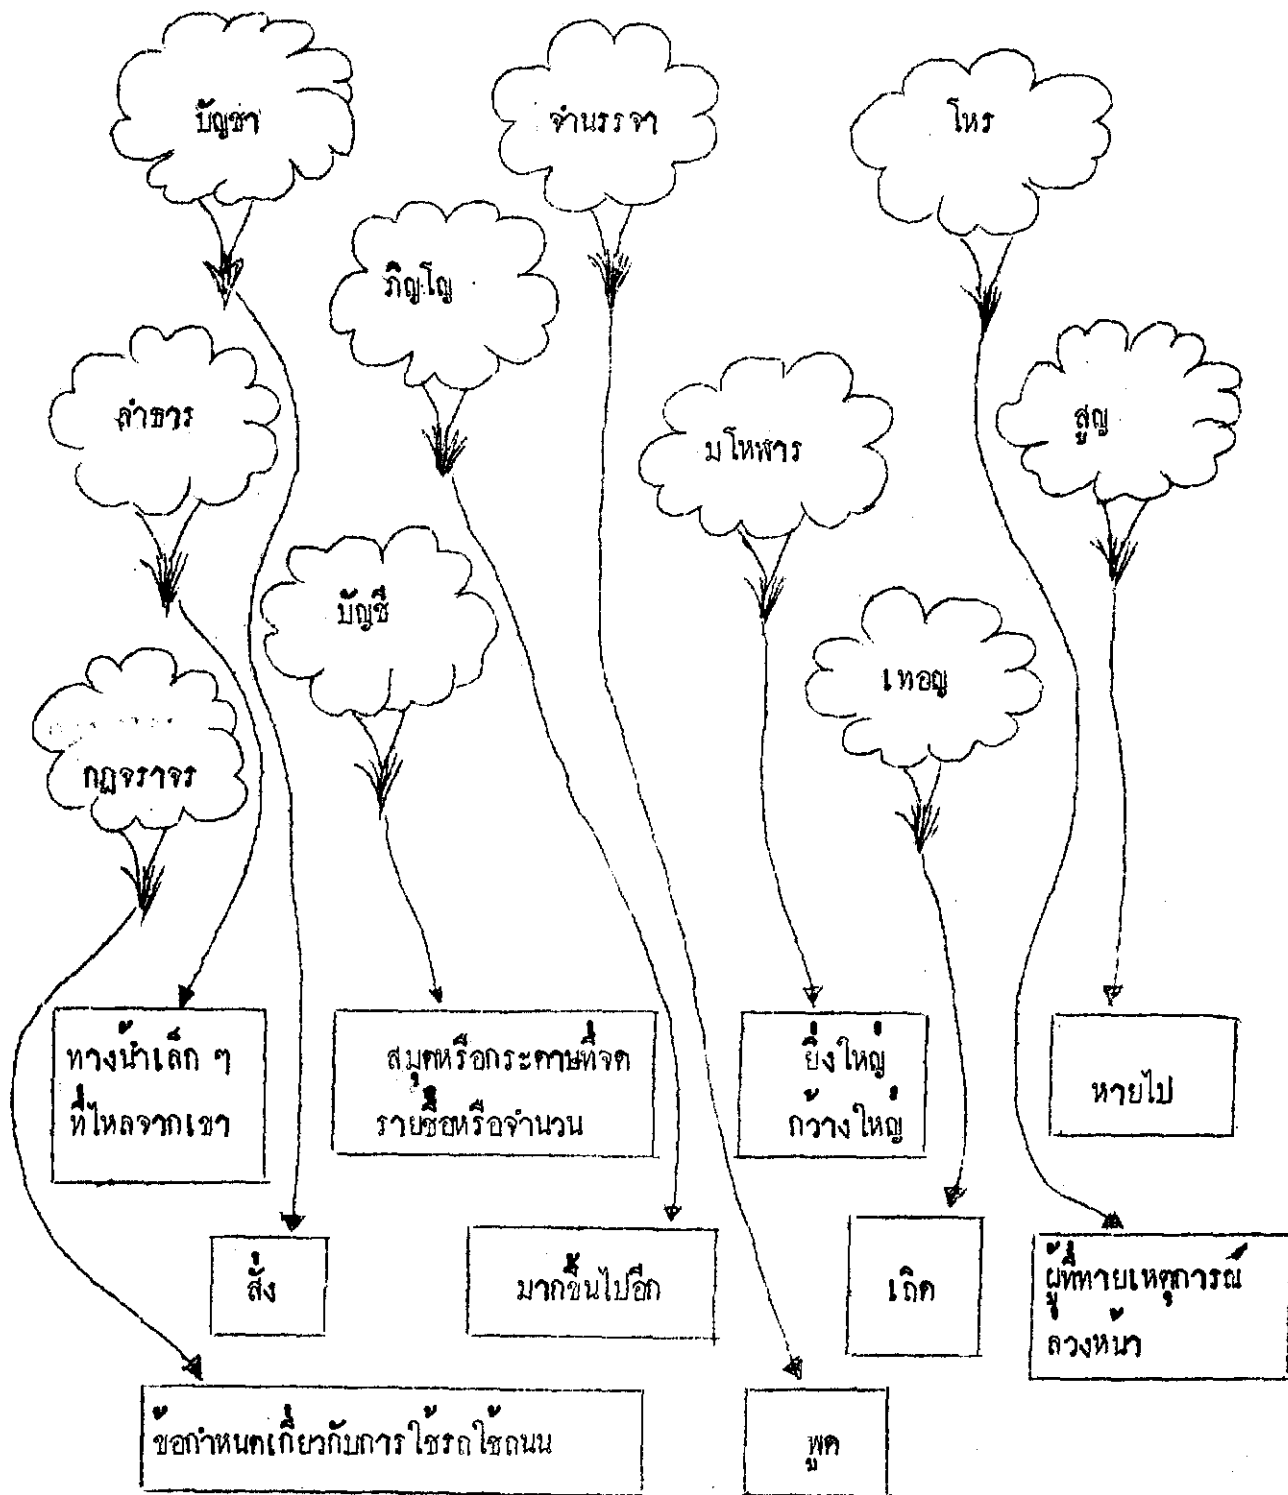 บัญชา
จำนรรจา
โหร
ภิญโญ
ลำธาร
มโหฬาร
สูญ
บัญชี
เทอญ
กฎจราจร
ทางน้ำเล็ก ๆ
ที่ไหลจากเขา
สมุดหรือกระดาษที่จด
รายชื่อหรือจำนวน
ยิ่งใหญ่
กว้างใหญ่
หายไป
สั่ง
มากขึ้นไปอีก
เถิด
ผู้ที่ทายเหตุการณ์
ล่วงหน้า
ข้อกำหนดเกี่ยวกับการใช้รถใช้ถนน
พูด